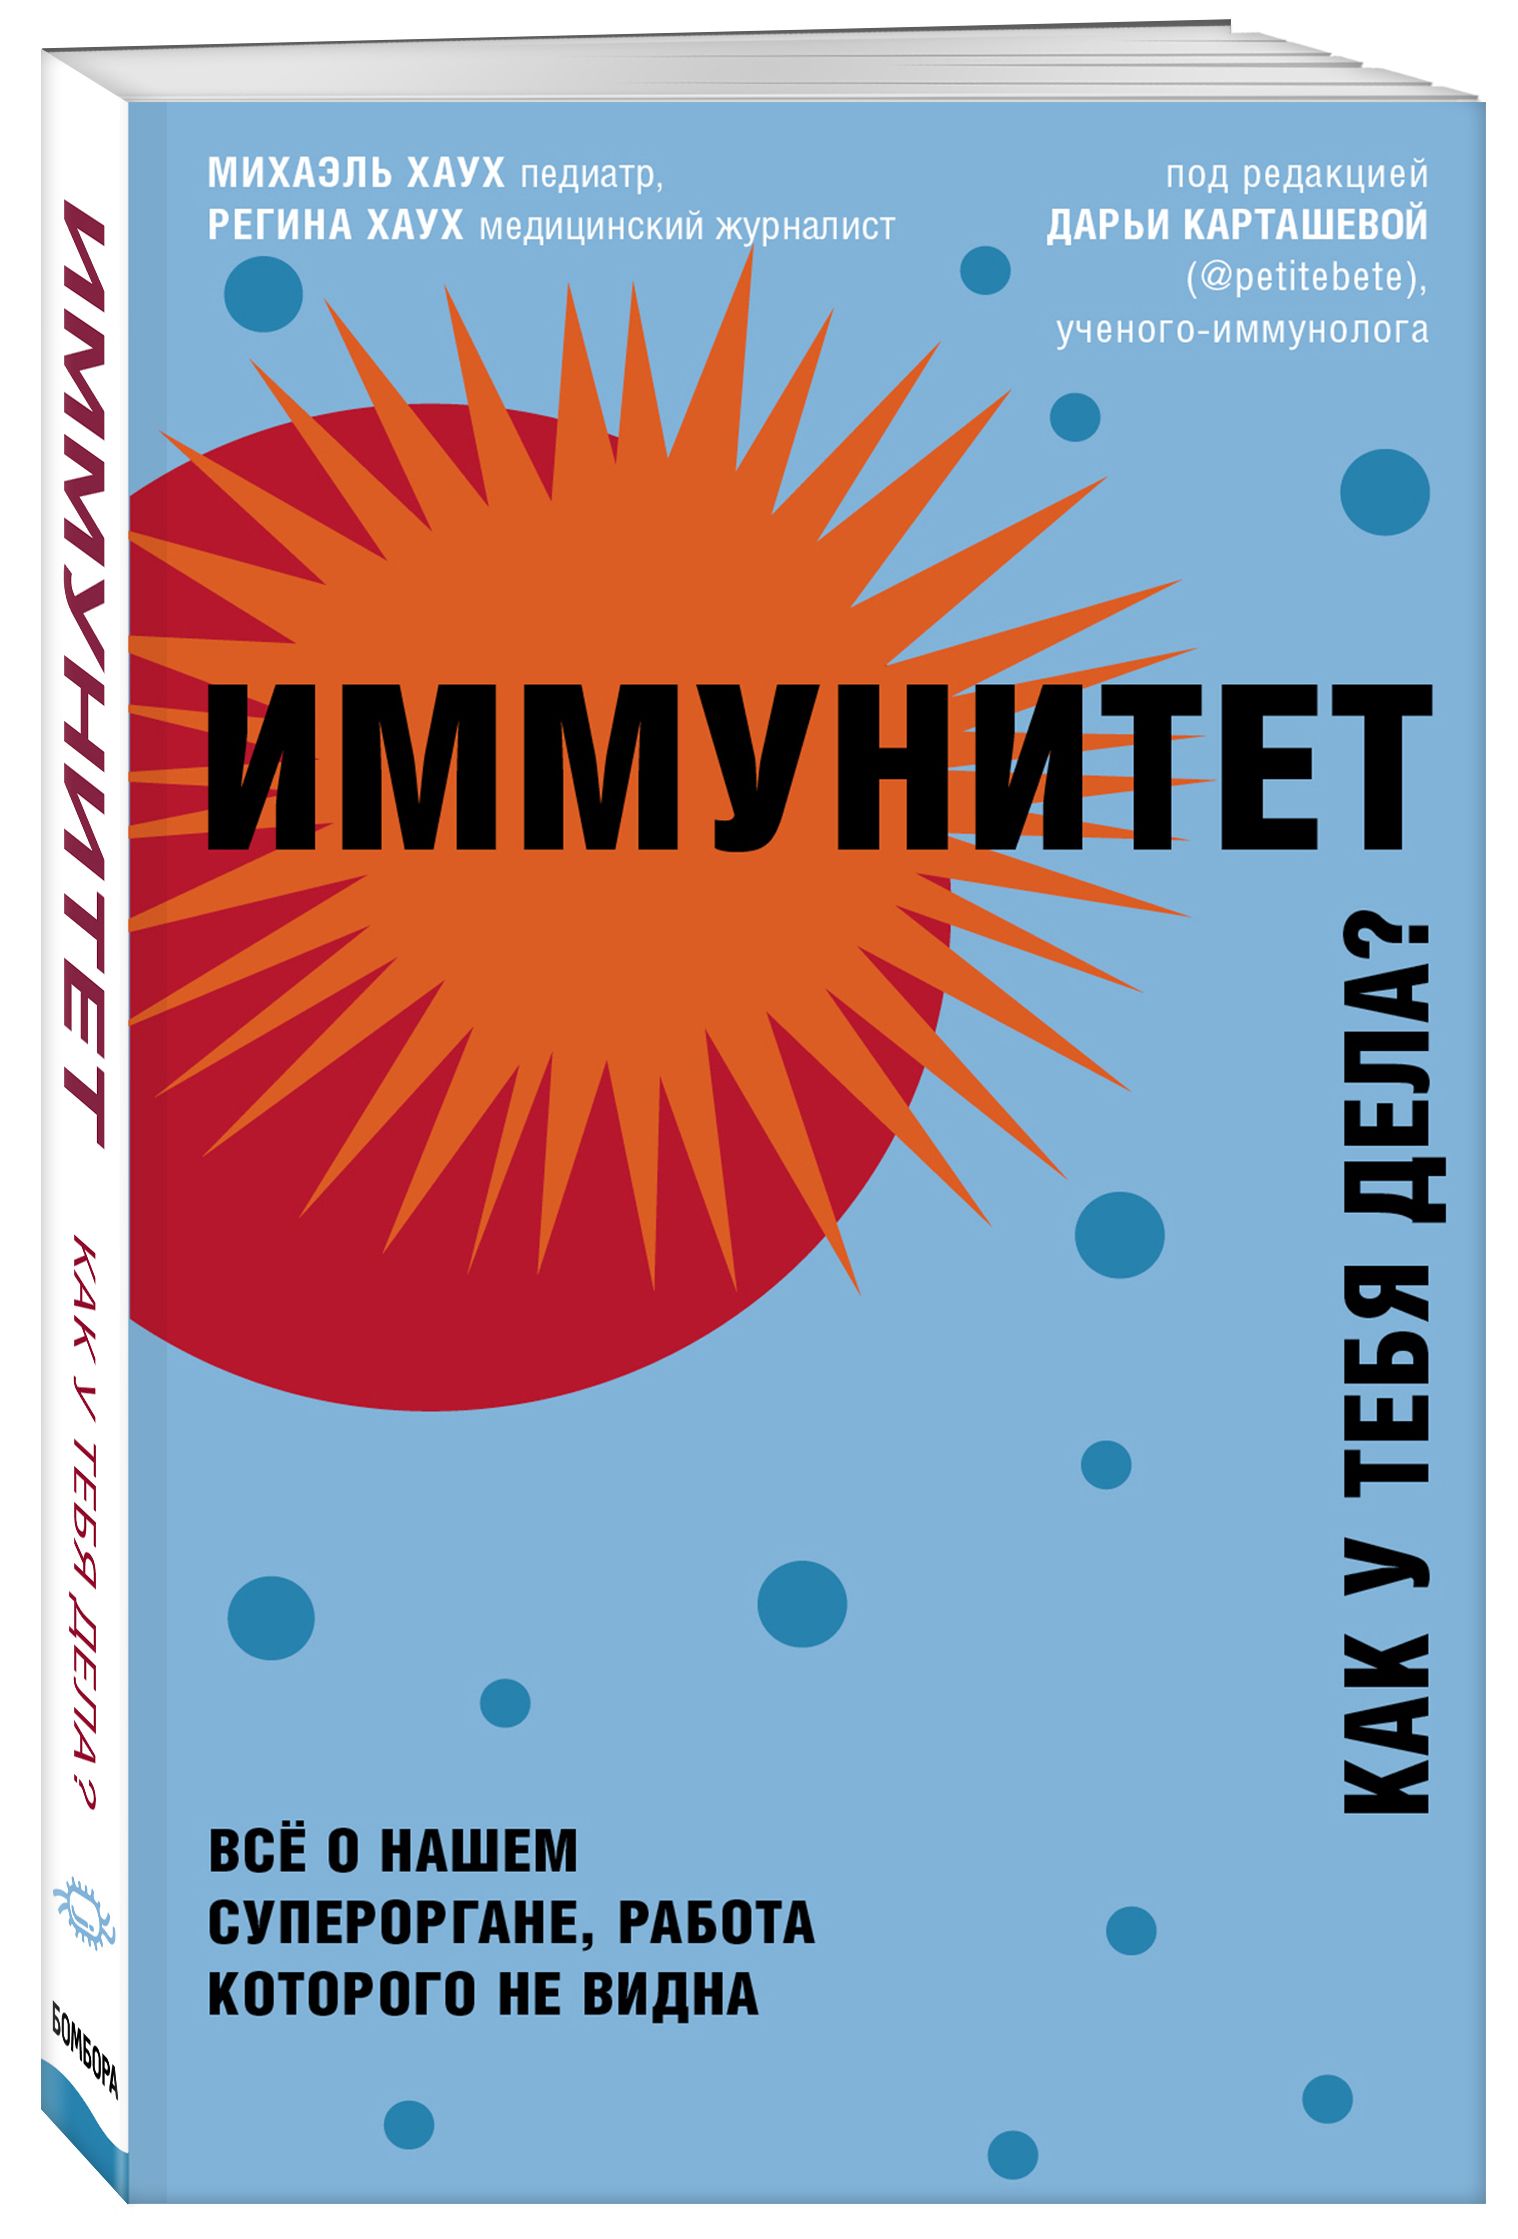 МИХАЭЛЬ ХАУХ педиатр,
РЕГИНА ХАУХ медицинский журналист
под редакцией
ДАРЬИ КАРТАШЕВОЙ
(@petitebete),
ученого-иммунолога
ИММУНИТЕТ
КАК У ТЕБЯ ДЕЛА?
ВСЁ О НАШЕМ
СУПЕРОРГАНЕ, РАБОТА
КОТОРОГО НЕ ВИДНА
ИММУНИТЕТ КАК У ТЕБЯ ДЕЛА?
БОМБОРА